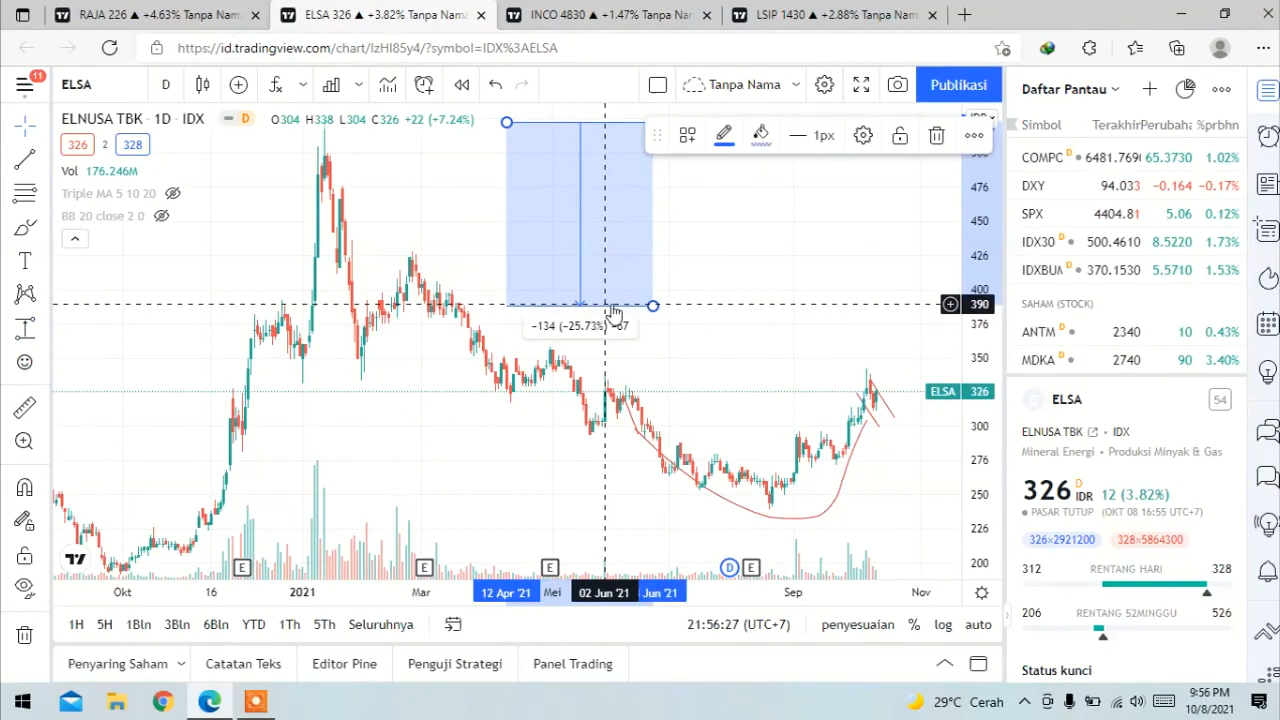 RAJA 226 ▲ +4.63% Tanpa Nama
ELSA 326 ▲ +3.82% Tanpa Nama
INCO 4830 ▲ +1.47% Tanpa Nam
LSIP 1430 ▲ +2.88% Tanpa Nama
https://id.tradingview.com/chart/lzHI85y4/?symbol=IDX%3AELSA
11
ELSA
D
Tanpa Nama
Publikasi
Daftar Pantau
ELNUSA TBK · 1D · IDX
D
O304 H338 L304 C326 +22 (+7.24%)
326
2
328
Vol 176.246M
Triple MA 5 10 20
BB 20 close 2 0
1px
476
450
426
400
390
376
350
ELSA 326
300
276
250
226
200
-134 (-25.73%)
E
E
E
D
E
Okt
16
2021
Mar
12 Apr '21
Mei
02 Jun '21
Jun '21
Sep
Nov
1H
5H
1Bln
3Bln
6Bln
YTD
1Th
5Th
Seluruhnya
21:56:27 (UTC+7)
penyesuaian
%
log
auto
Penyaring Saham
Catatan Teks
Editor Pine
Penguji Strategi
Panel Trading
Simbol Terakhir Perubaha %prbhn
COMPC D 6481.7690 65.3730 1.02%
DXY 94.033 −0.164 −0.17%
SPX 4404.81 5.06 0.12%
IDX30 D 500.4610 8.5220 1.73%
IDXBUM D 370.1530 5.5710 1.53%
SAHAM (STOCK)
ANTM D 2340 10 0.43%
MDKA D 2740 90 3.40%
E
ELSA
54
ELNUSA TBK • IDX
Mineral Energi • Produksi Minyak & Gas
326 D IDR 12 (3.82%)
PASAR TUTUP (OKT 08 16:55 UTC+7)
326×2921200
328×5864300
312 RENTANG HARI 328
206 RENTANG 52MINGGU 526
Status kunci
29°C Cerah
9:56 PM
10/8/2021